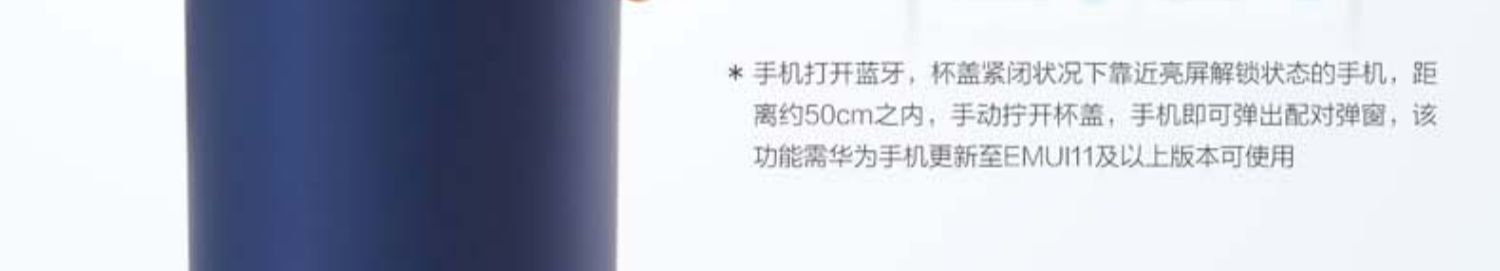 * 手机打开蓝牙，杯盖紧闭状况下靠近亮屏解锁状态的手机，距
离约50cm之内，手动拧开杯盖，手机即可弹出配对弹窗，该
功能需华为手机更新至EMUI11及以上版本可使用